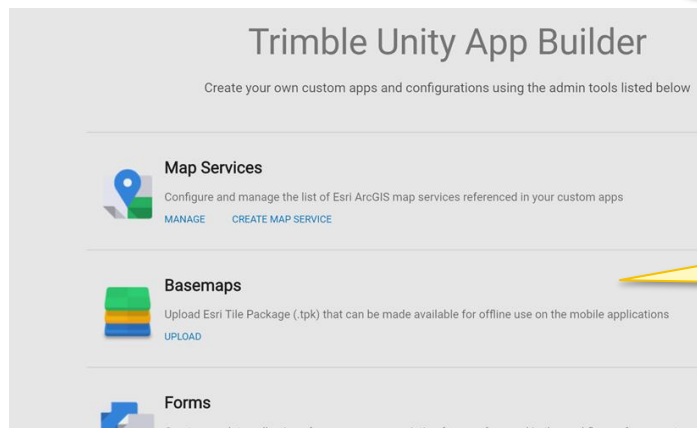 Trimble Unity App Builder
Create your own custom apps and configurations using the admin tools listed below
Map Services
Configure and manage the list of Esri ArcGIS map services referenced in your custom apps
MANAGE CREATE MAP SERVICE
Basemaps
Upload Esri Tile Package (.tpk) that can be made available for offline use on the mobile applications
UPLOAD
Forms